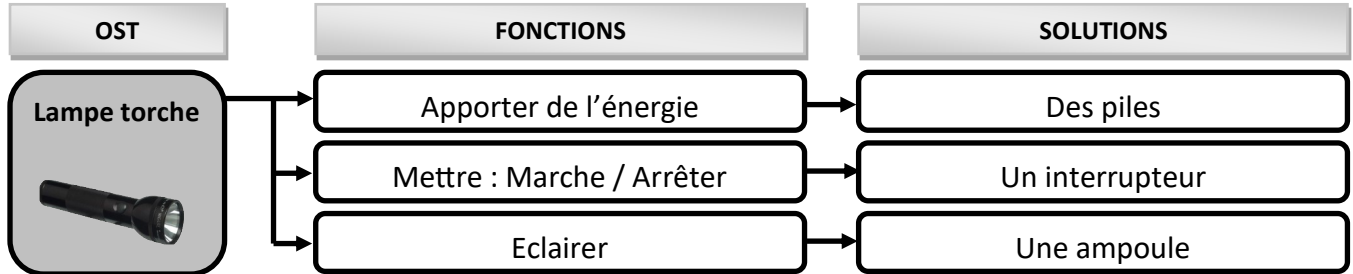 OST
FONCTIONS
SOLUTIONS
Lampe torche
Apporter de l’énergie
Des piles
Mettre : Marche / Arrêter
Un interrupteur
Eclairer
Une ampoule